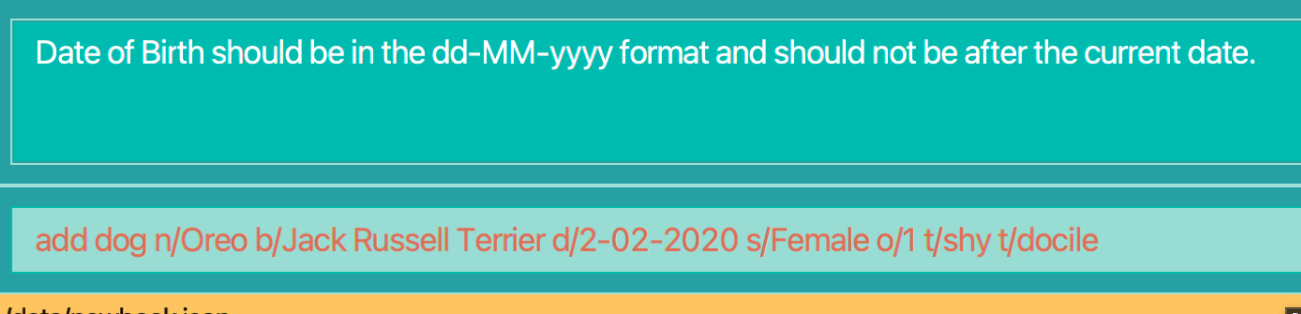 Date of Birth should be in the dd-MM-yyyy format and should not be after the current date.
add dog n/Oreo b/Jack Russell Terrier d/2-02-2020 s/Female o/1 t/shy t/docile